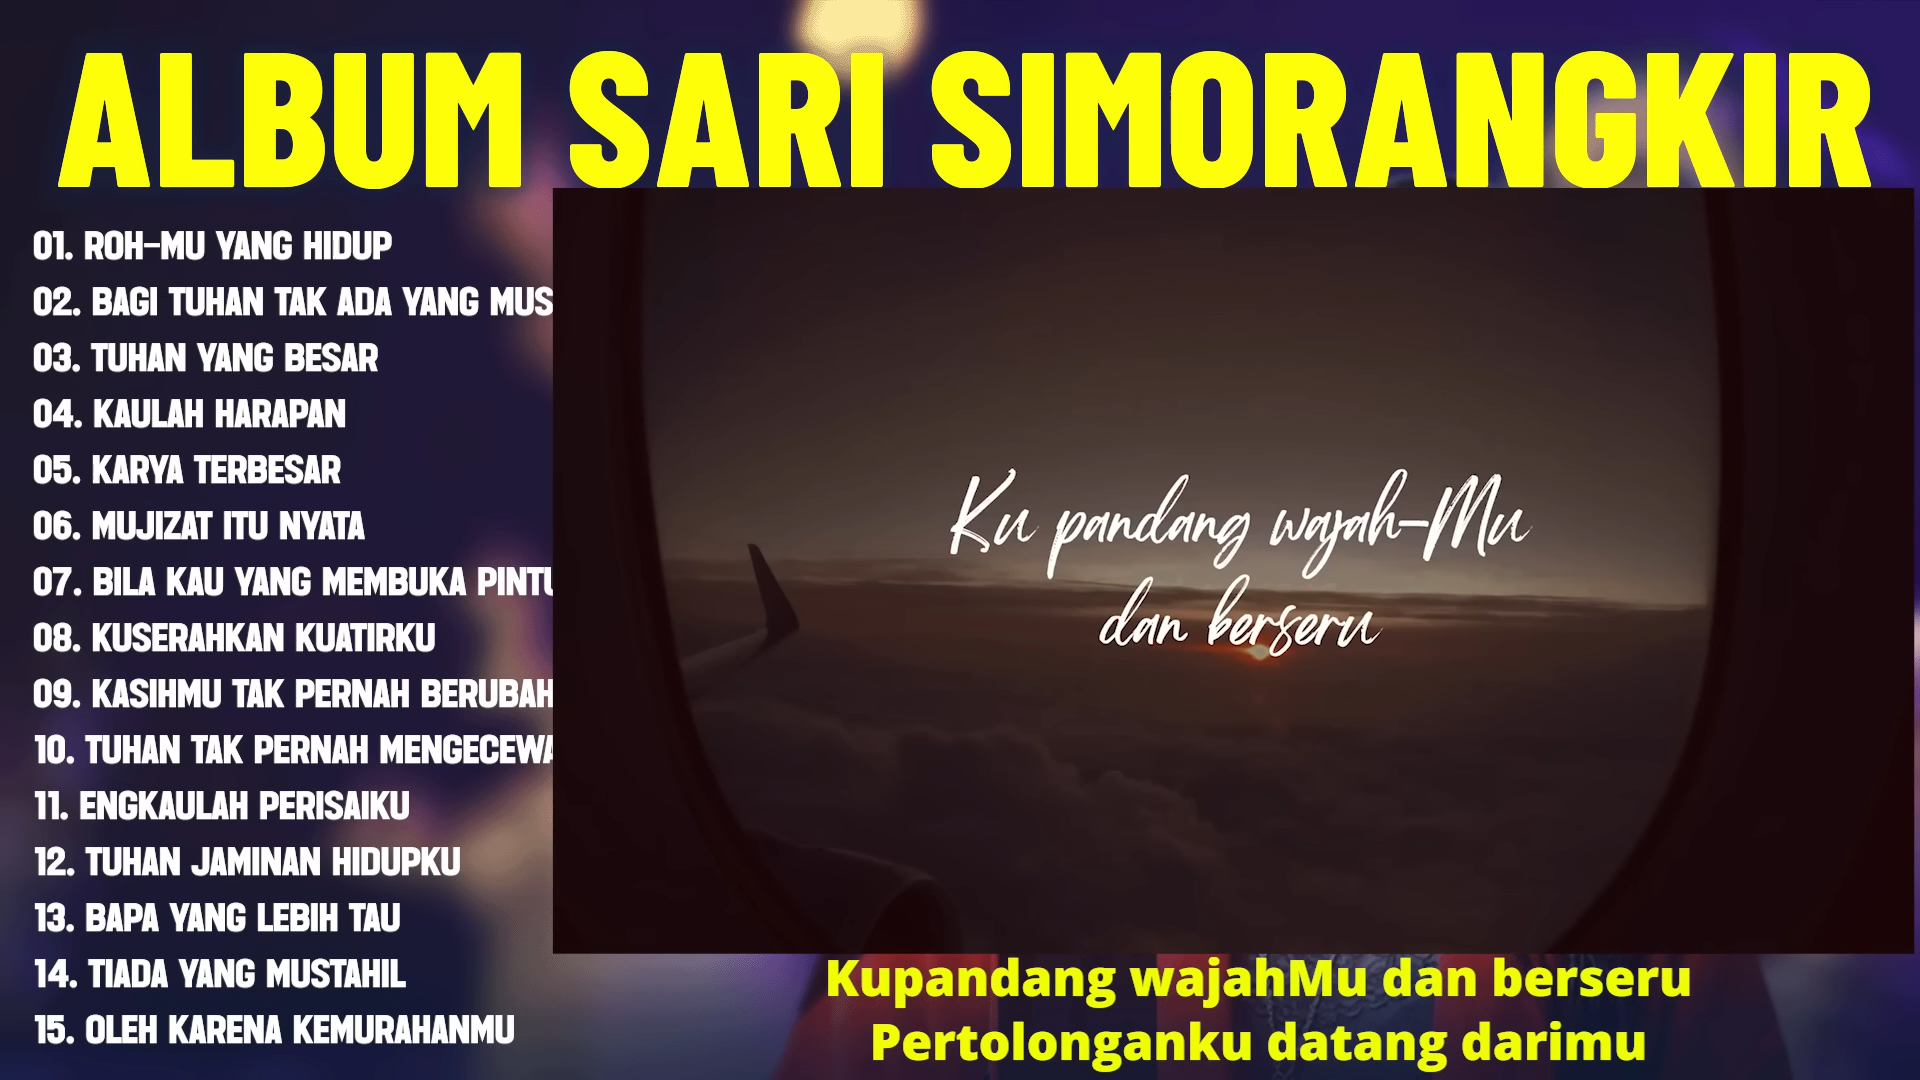 ALBUM SARI SIMORANGKIR
01. ROH-MU YANG HIDUP
02. BAGI TUHAN TAK ADA YANG MUS
03. TUHAN YANG BESAR
04. KAULAH HARAPAN
05. KARYA TERBESAR
06. MUJIZAT ITU NYATA
07. BILA KAU YANG MEMBUKA PINTU
08. KUSERAHKAN KUATIRKU
09. KASIHMU TAK PERNAH BERUBAH
10. TUHAN TAK PERNAH MENGECEWA
11. ENGKAULAH PERISAIKU
12. TUHAN JAMINAN HIDUPKU
13. BAPA YANG LEBIH TAU
14. TIADA YANG MUSTAHIL
15. OLEH KARENA KEMURAHANMU
Ku pandang wajah-Mu
dan berseru
Kupandang wajahMu dan berseru
Pertolonganku datang darimu